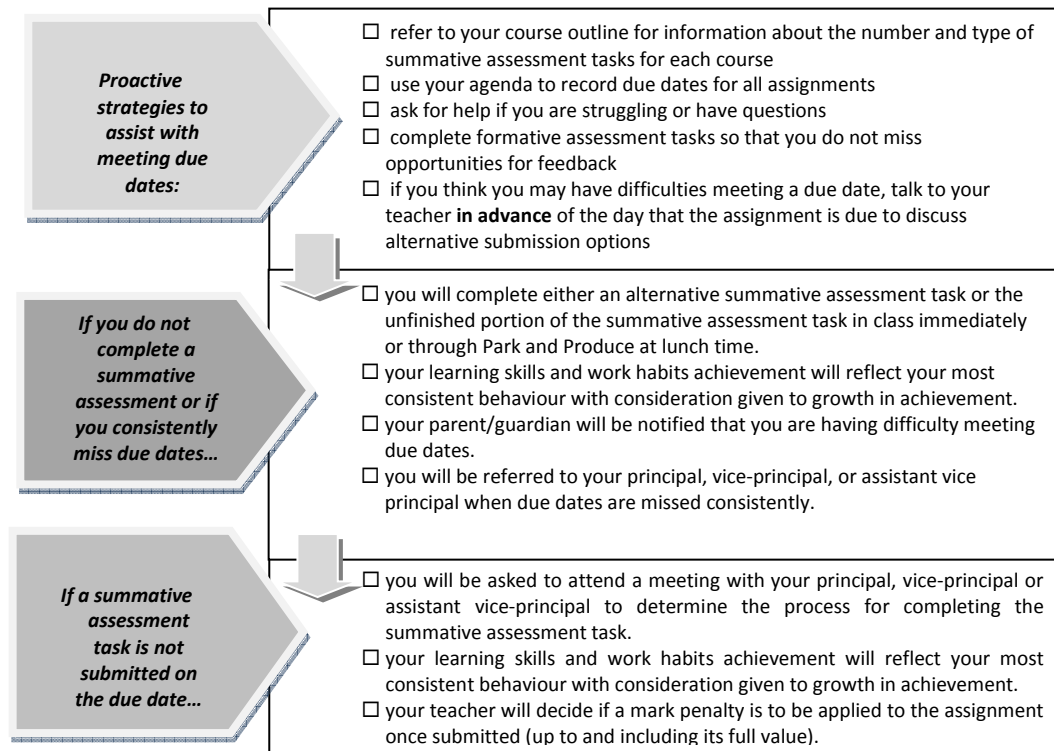 Proactive
strategies to
assist with
meeting due
dates:
☐ refer to your course outline for information about the number and type of
summative assessment tasks for each course
☐ use your agenda to record due dates for all assignments
☐ ask for help if you are struggling or have questions
☐ complete formative assessment tasks so that you do not miss
opportunities for feedback
☐ if you think you may have difficulties meeting a due date, talk to your
teacher in advance of the day that the assignment is due to discuss
alternative submission options
If you do not
complete a
summative
assessment or if
you consistently
miss due dates…
☐ you will complete either an alternative summative assessment task or the
unfinished portion of the summative assessment task in class immediately
or through Park and Produce at lunch time.
☐ your learning skills and work habits achievement will reflect your most
consistent behaviour with consideration given to growth in achievement.
☐ your parent/guardian will be notified that you are having difficulty meeting
due dates.
☐ you will be referred to your principal, vice-principal, or assistant vice
principal when due dates are missed consistently.
If a summative
assessment
task is not
submitted on
the due date…
☐ you will be asked to attend a meeting with your principal, vice-principal or
assistant vice-principal to determine the process for completing the
summative assessment task.
☐ your learning skills and work habits achievement will reflect your most
consistent behaviour with consideration given to growth in achievement.
☐ your teacher will decide if a mark penalty is to be applied to the assignment
once submitted (up to and including its full value).